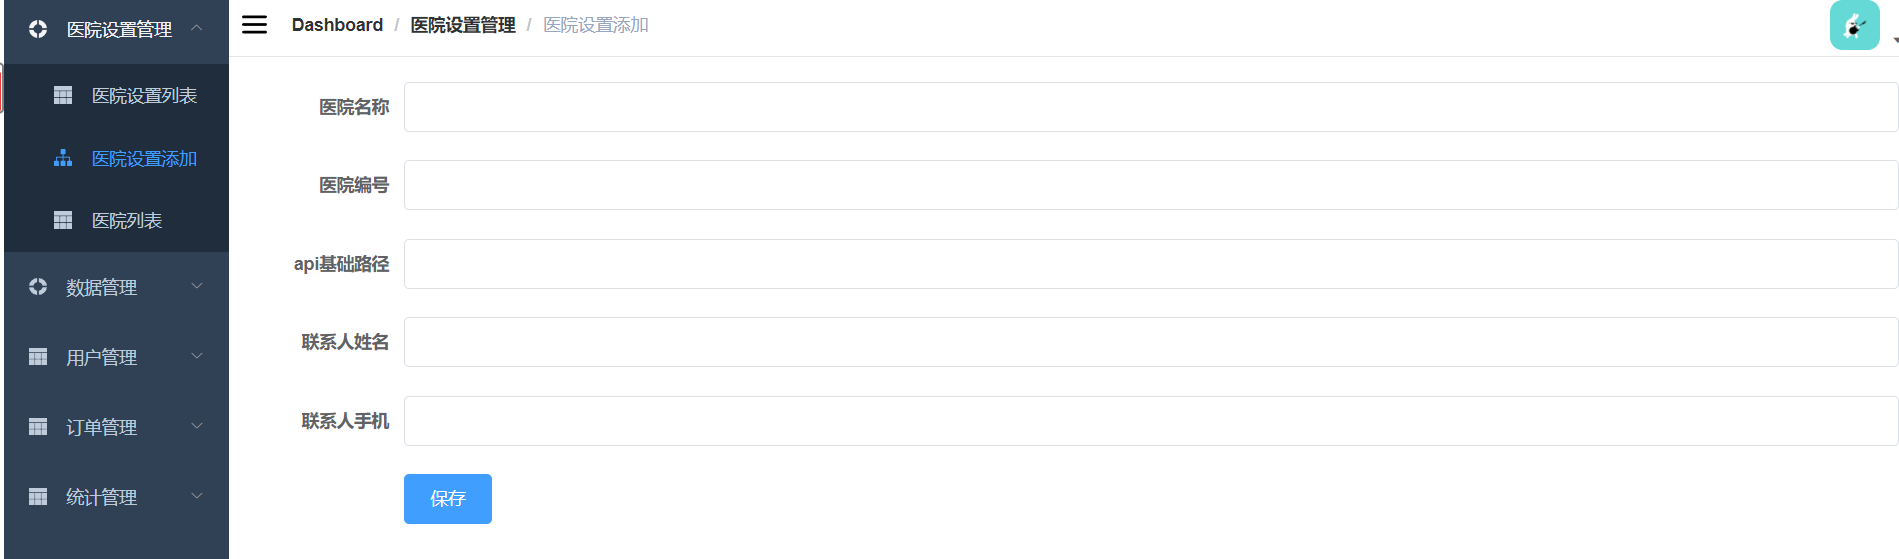 医院设置管理
医院设置列表
医院设置添加
医院列表
数据管理
用户管理
订单管理
统计管理
Dashboard / 医院设置管理 / 医院设置添加
医院名称
医院编号
api基础路径
联系人姓名
联系人手机
保存